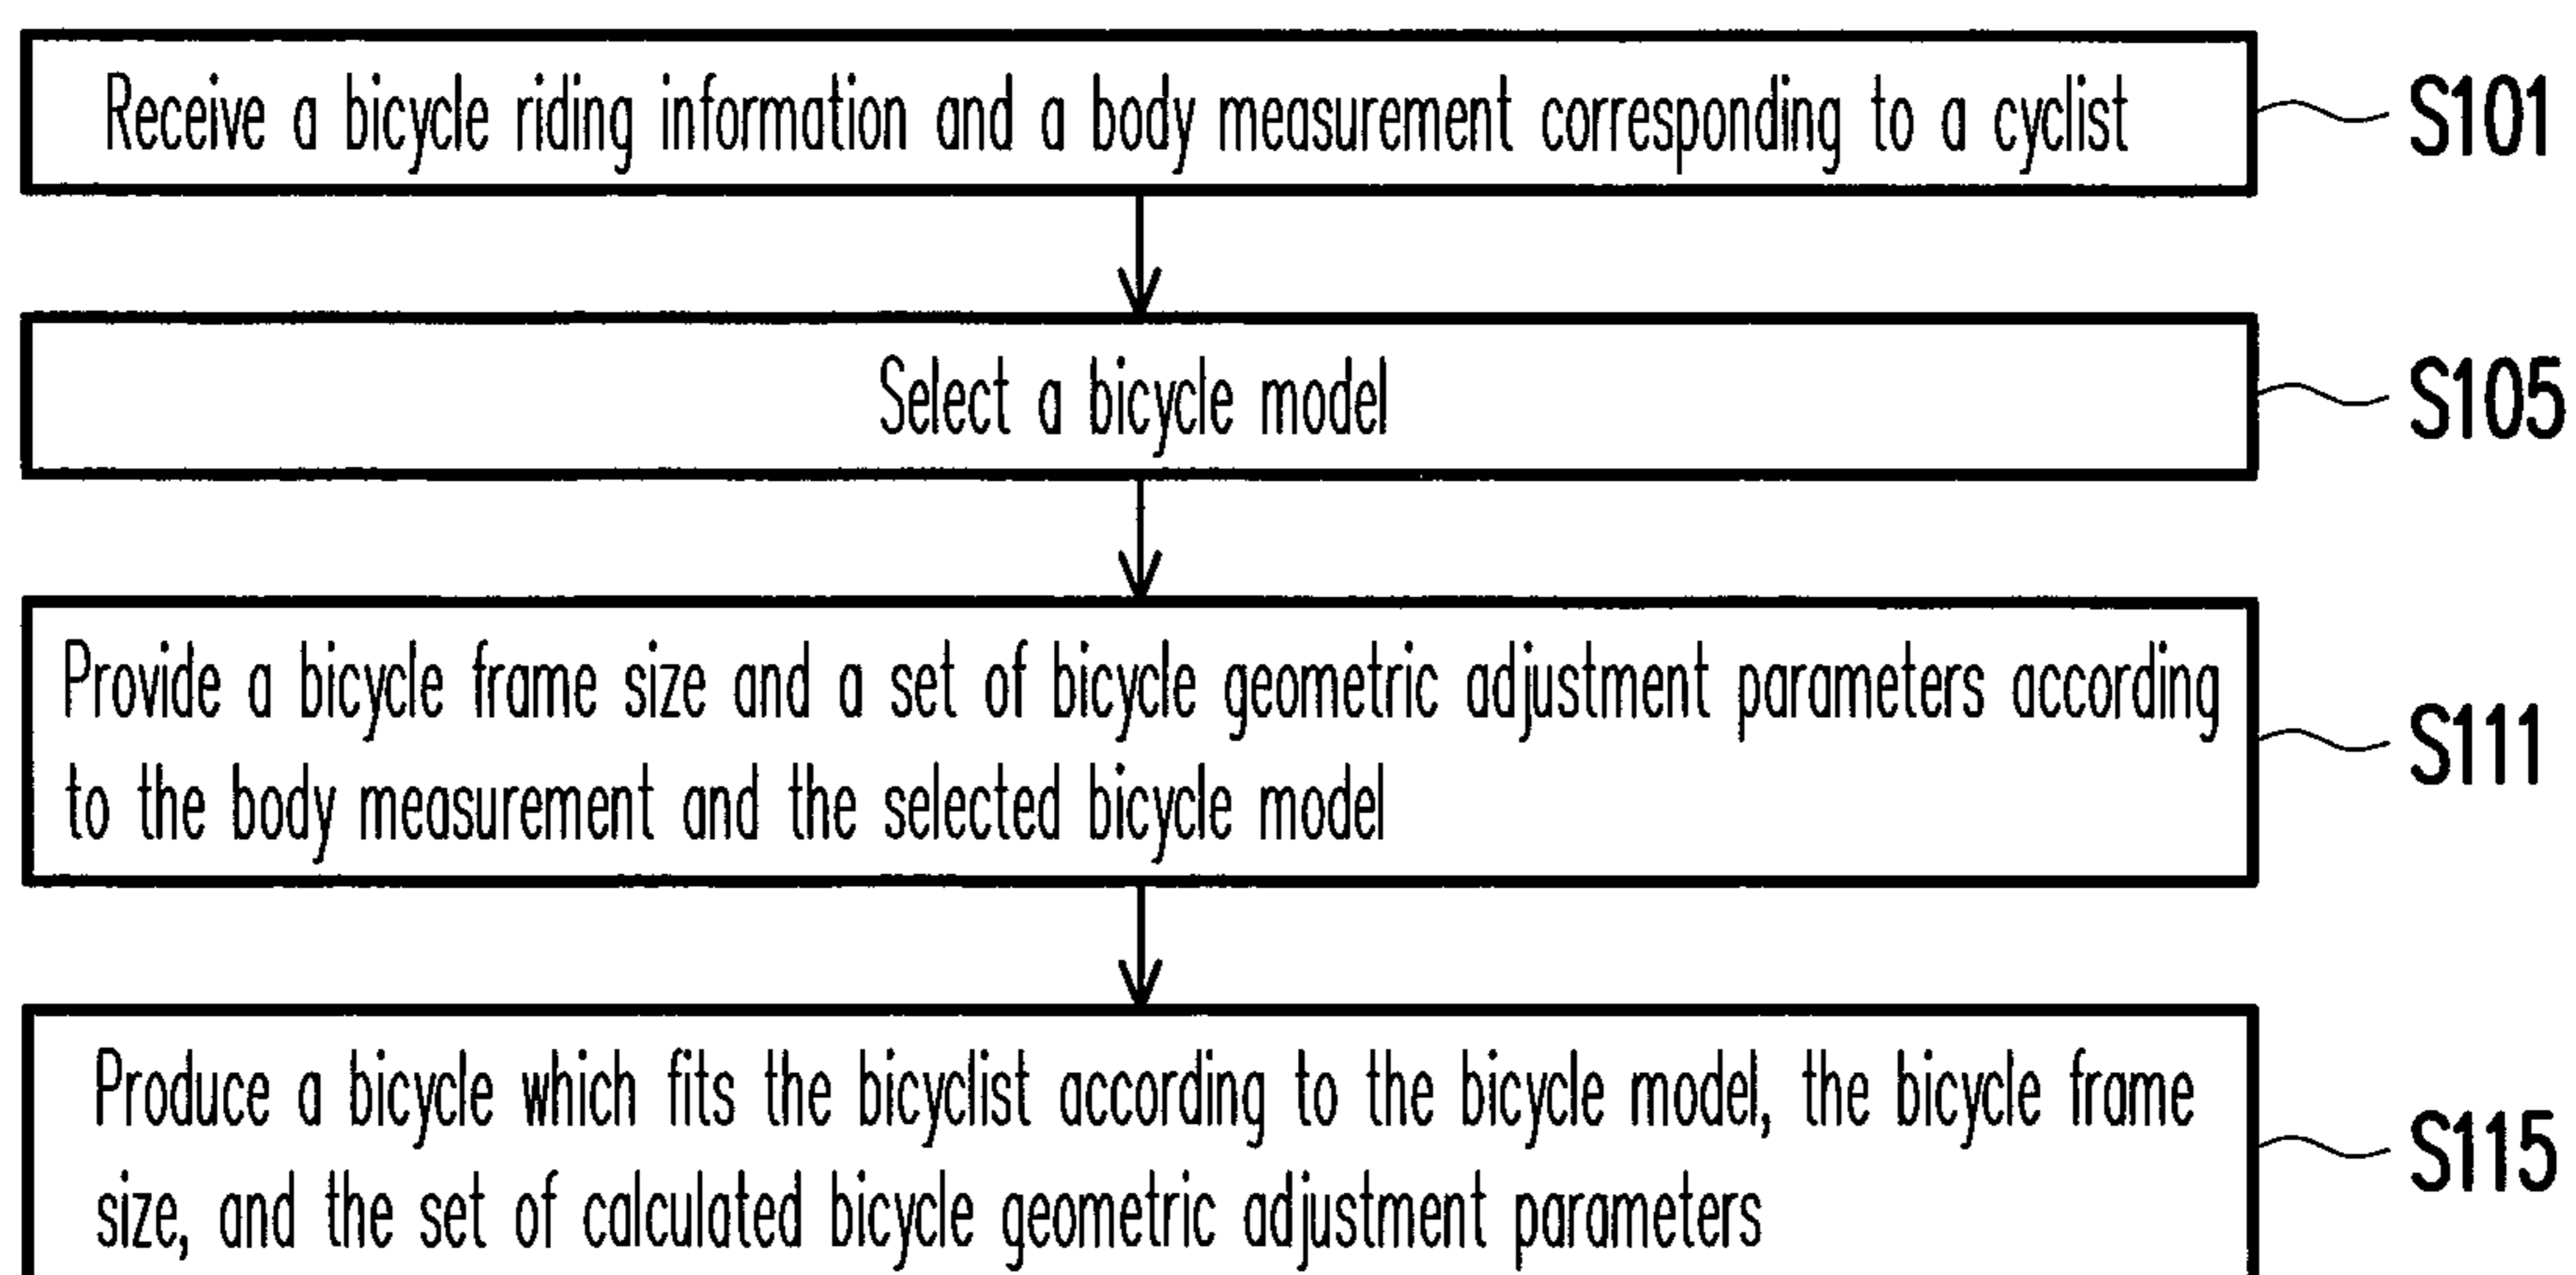 Receive a bicycle riding information and a body measurement corresponding to a cyclist
S101
Select a bicycle model
S105
Provide a bicycle frame size and a set of bicycle geometric adjustment parameters according
to the body measurement and the selected bicycle model
S111
Produce a bicycle which fits the bicyclist according to the bicycle model, the bicycle frame
size, and the set of calculated bicycle geometric adjustment parameters
S115